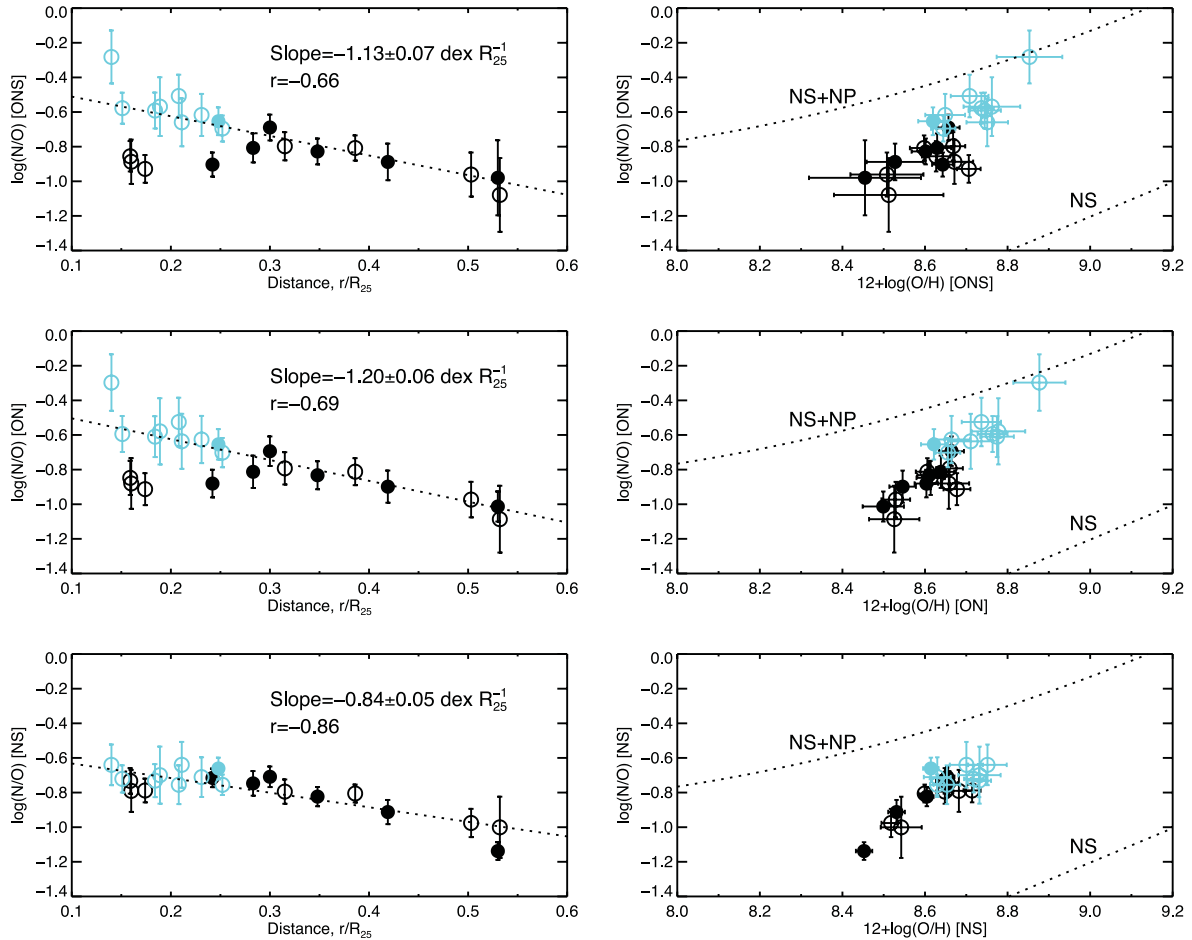 log(N/O) [ONS]
0.0
−0.2
−0.4
−0.6
−0.8
−1.0
−1.2
−1.4
Slope=−1.13±0.07 dex R₂₅⁻¹
r=−0.66
0.1 0.2 0.3 0.4 0.5 0.6
Distance, r/R₂₅
log(N/O) [ONS]
0.0
−0.2
−0.4
−0.6
−0.8
−1.0
−1.2
−1.4
NS+NP
NS
8.0 8.2 8.4 8.6 8.8 9.0 9.2
12+log(O/H) [ONS]
log(N/O) [ON]
0.0
−0.2
−0.4
−0.6
−0.8
−1.0
−1.2
−1.4
Slope=−1.20±0.06 dex R₂₅⁻¹
r=−0.69
0.1 0.2 0.3 0.4 0.5 0.6
Distance, r/R₂₅
log(N/O) [ON]
0.0
−0.2
−0.4
−0.6
−0.8
−1.0
−1.2
−1.4
NS+NP
NS
8.0 8.2 8.4 8.6 8.8 9.0 9.2
12+log(O/H) [ON]
log(N/O) [NS]
0.0
−0.2
−0.4
−0.6
−0.8
−1.0
−1.2
−1.4
Slope=−0.84±0.05 dex R₂₅⁻¹
r=−0.86
0.1 0.2 0.3 0.4 0.5 0.6
Distance, r/R₂₅
log(N/O) [NS]
0.0
−0.2
−0.4
−0.6
−0.8
−1.0
−1.2
−1.4
NS+NP
NS
8.0 8.2 8.4 8.6 8.8 9.0 9.2
12+log(O/H) [NS]